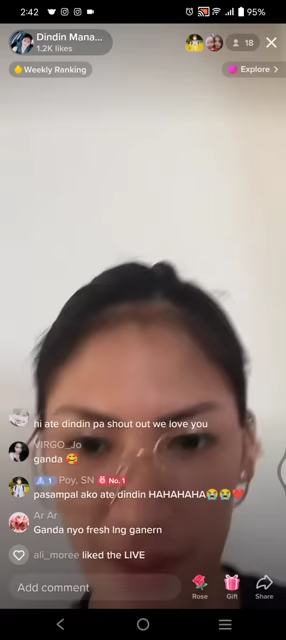 2:42
95%
Dindin Mana...
1.2K likes
18
Weekly Ranking
Explore >
hi ate dindin pa shout out we love you
VIRGO_Jo
ganda 🥰
1 Poy, SN No. 1
pasampal ako ate dindin HAHAHAHA😭😭❤️
Ar Ar
Ganda nyo fresh lng ganern
ali_moree liked the LIVE
Add comment
Rose
Gift
Share